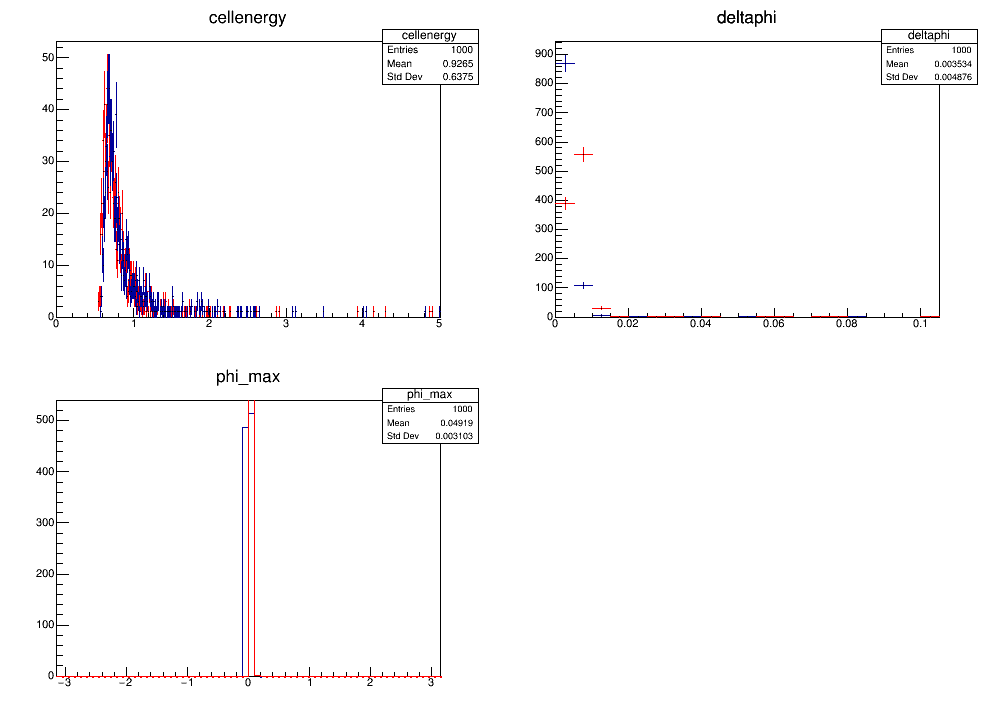 cellenergy
cellenergy
Entries 1000
Mean 0.9265
Std Dev 0.6375
50
40
30
20
10
0
0 1 2 3 4 5
deltaphi
deltaphi
Entries 1000
Mean 0.003534
Std Dev 0.004876
900
800
700
600
500
400
300
200
100
0
0 0.02 0.04 0.06 0.08 0.1
phi_max
phi_max
Entries 1000
Mean 0.04919
Std Dev 0.003103
500
400
300
200
100
0
−3 −2 −1 0 1 2 3